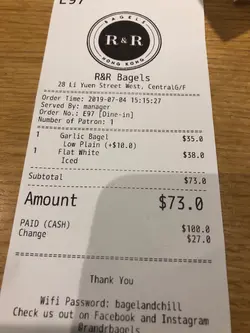 E97
BAGELS
R&R
HONG KONG
R&R Bagels
28 Li Yuen Street West, CentralG/F
Order Time: 2019-07-04 15:15:27
Served By: manager
Order No.: E97 [Dine-in]
Number of Patron: 1
1 Garlic Bagel $35.0
Low Plain (+$10.0)
1 Flat White $38.0
Iced
Subtotal $73.0
Amount $73.0
PAID (CASH) $100.0
Change $27.0
Thank You
Wifi Password: bagelandchill
Check us out on Facebook and Instagram
@randrbagels